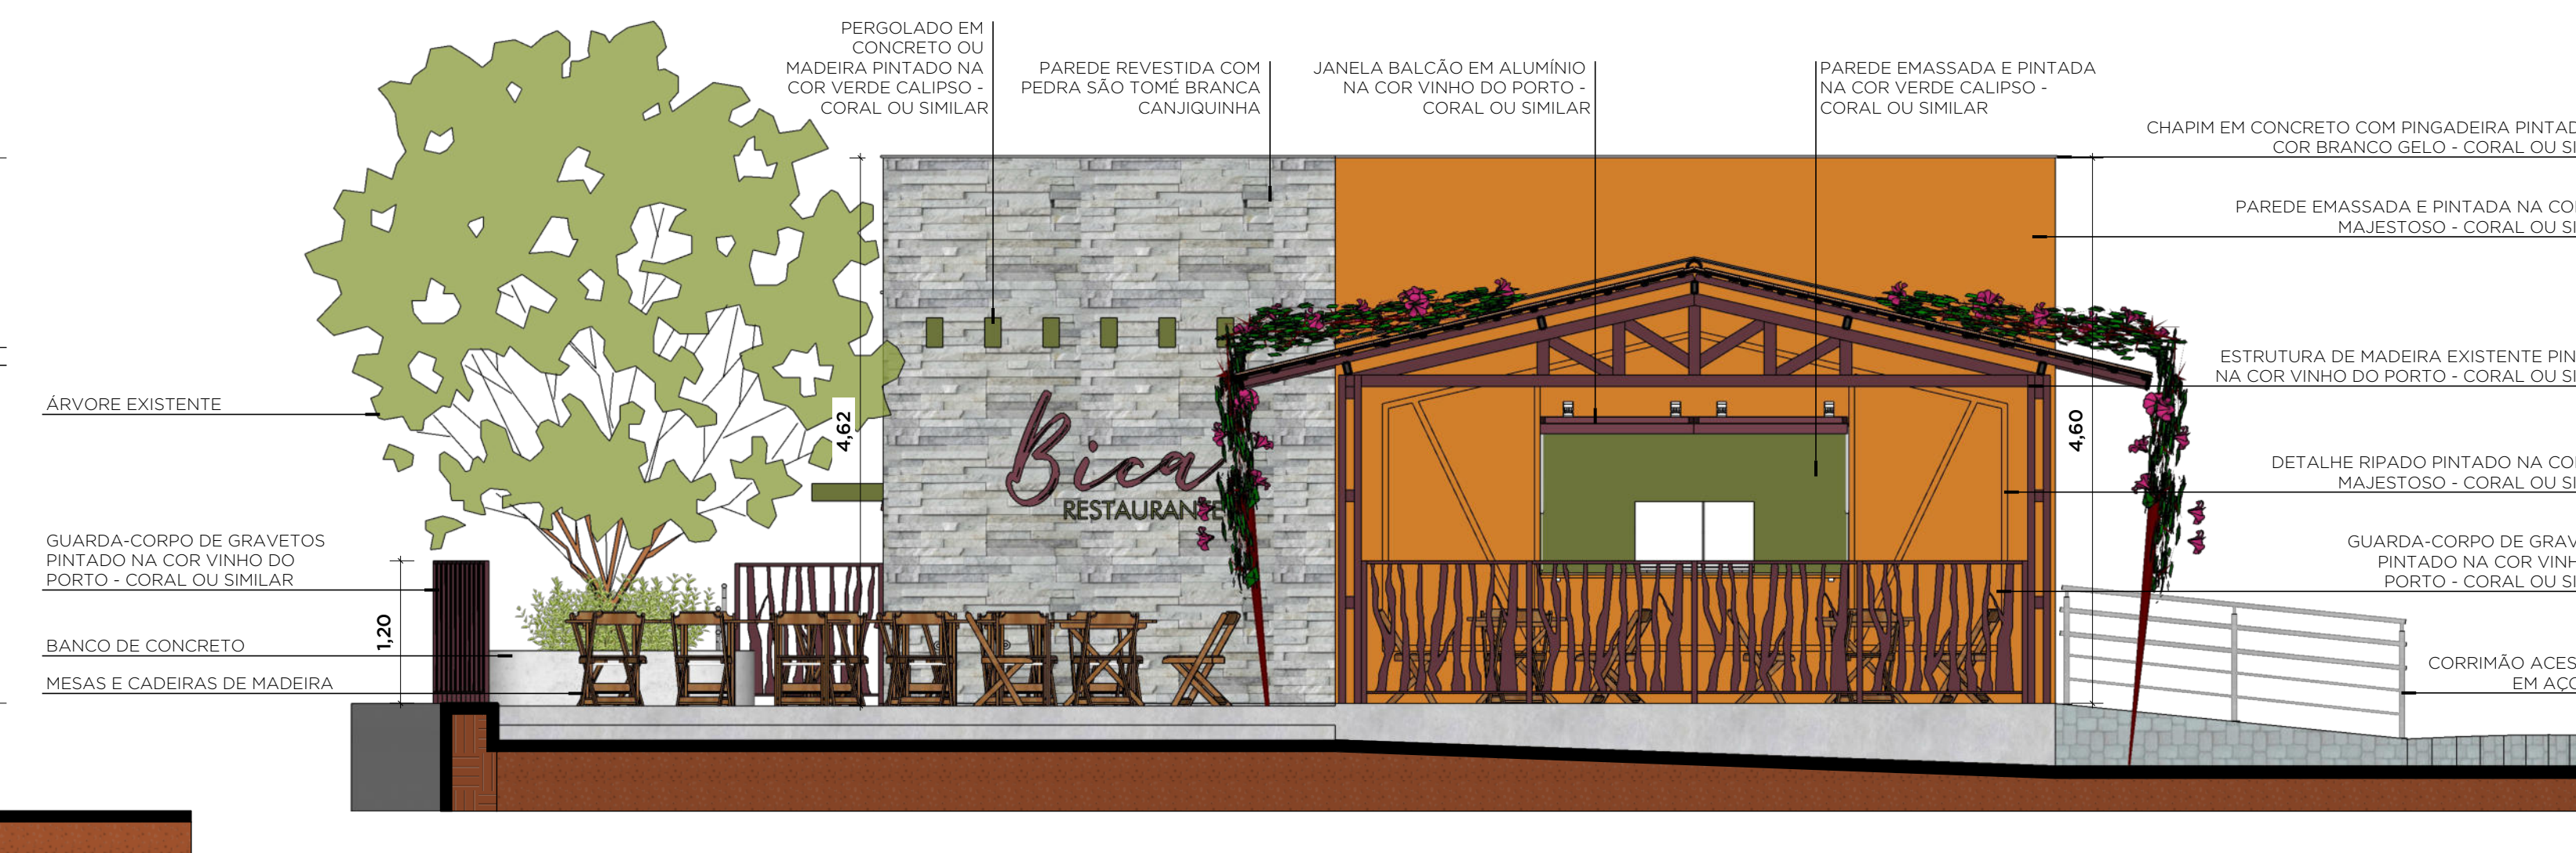 PERGOLADO EM
CONCRETO OU
MADEIRA PINTADO NA
COR VERDE CALIPSO -
CORAL OU SIMILAR
PAREDE REVESTIDA COM
PEDRA SÃO TOMÉ BRANCA
CANJIQUINHA
JANELA BALCÃO EM ALUMÍNIO
NA COR VINHO DO PORTO -
CORAL OU SIMILAR
PAREDE EMASSADA E PINTADA
NA COR VERDE CALIPSO -
CORAL OU SIMILAR
CHAPIM EM CONCRETO COM PINGADEIRA PINTAD
COR BRANCO GELO - CORAL OU SI
PAREDE EMASSADA E PINTADA NA CO
MAJESTOSO - CORAL OU SI
ESTRUTURA DE MADEIRA EXISTENTE PIN
NA COR VINHO DO PORTO - CORAL OU SI
DETALHE RIPADO PINTADO NA CO
MAJESTOSO - CORAL OU SI
GUARDA-CORPO DE GRAV
PINTADO NA COR VINH
PORTO - CORAL OU SI
CORRIMÃO ACES
EM AÇO
ÁRVORE EXISTENTE
GUARDA-CORPO DE GRAVETOS
PINTADO NA COR VINHO DO
PORTO - CORAL OU SIMILAR
BANCO DE CONCRETO
MESAS E CADEIRAS DE MADEIRA
1,20
4,62
Bica
RESTAURANTE
4,60